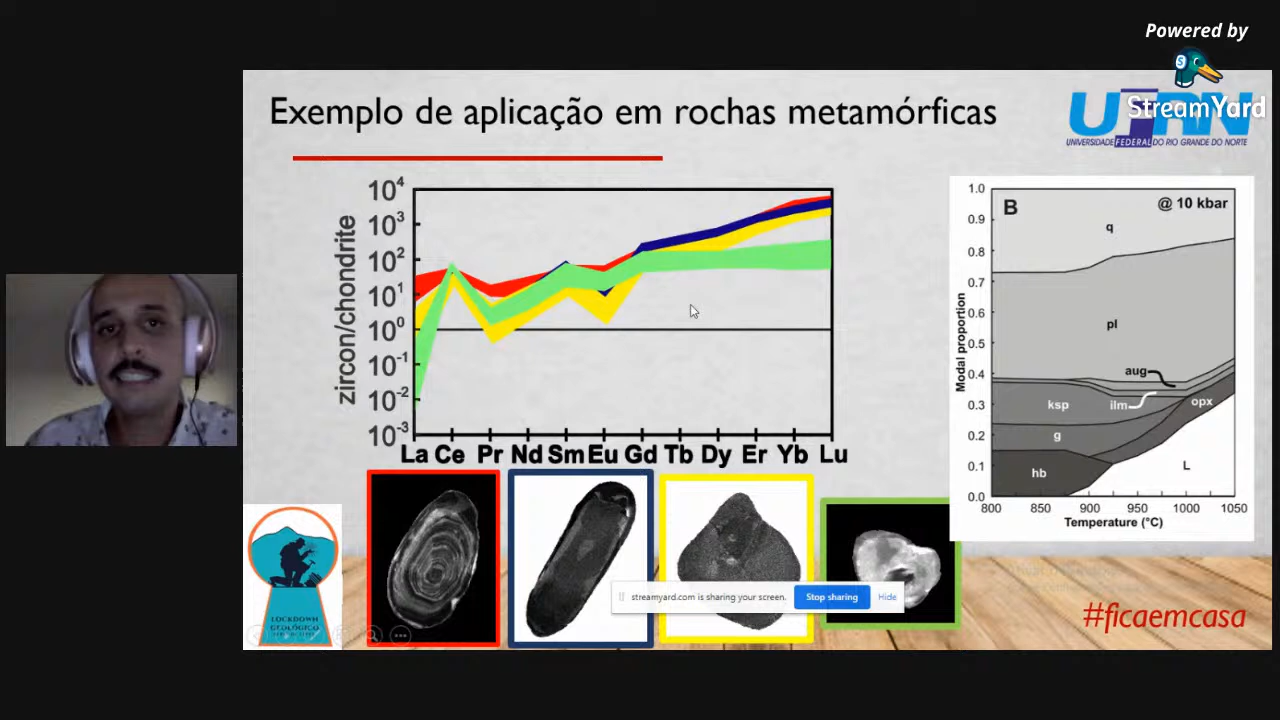 Powered by
StreamYard
Exemplo de aplicação em rochas metamórficas
UFRN
UNIVERSIDADE FEDERAL DO RIO GRANDE DO NORTE
zircon/chondrite
10⁴
10³
10²
10¹
10⁰
10⁻¹
10⁻²
10⁻³
La Ce Pr Nd Sm Eu Gd Tb Dy Er Yb Lu
B
@ 10 kbar
Modal proportion
1.0
0.9
0.8
0.7
0.6
0.5
0.4
0.3
0.2
0.1
0.0
q
pl
aug
ksp
ilm
opx
g
hb
L
800 850 900 950 1000 1050
Temperature (°C)
streamyard.com is sharing your screen.
Stop sharing
Hide
LOCKDOWN
GEOLÓGICO
#ficaemcasa